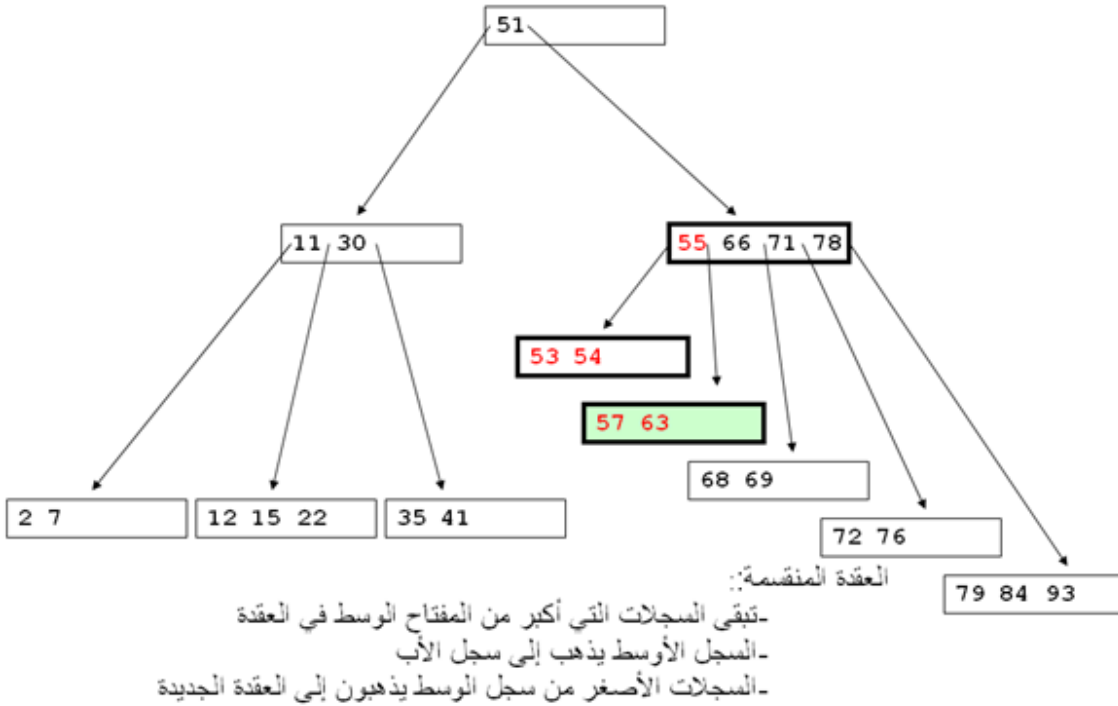 51
11 30
55 66 71 78
53 54
57 63
68 69
2 7
12 15 22
35 41
72 76
79 84 93
العقدة المنقسمة::
-تبقى السجلات التي أكبر من المفتاح الوسط في العقدة
-السجل الأوسط يذهب إلى سجل الأب
-السجلات الأصغر من سجل الوسط يذهبون إلى العقدة الجديدة